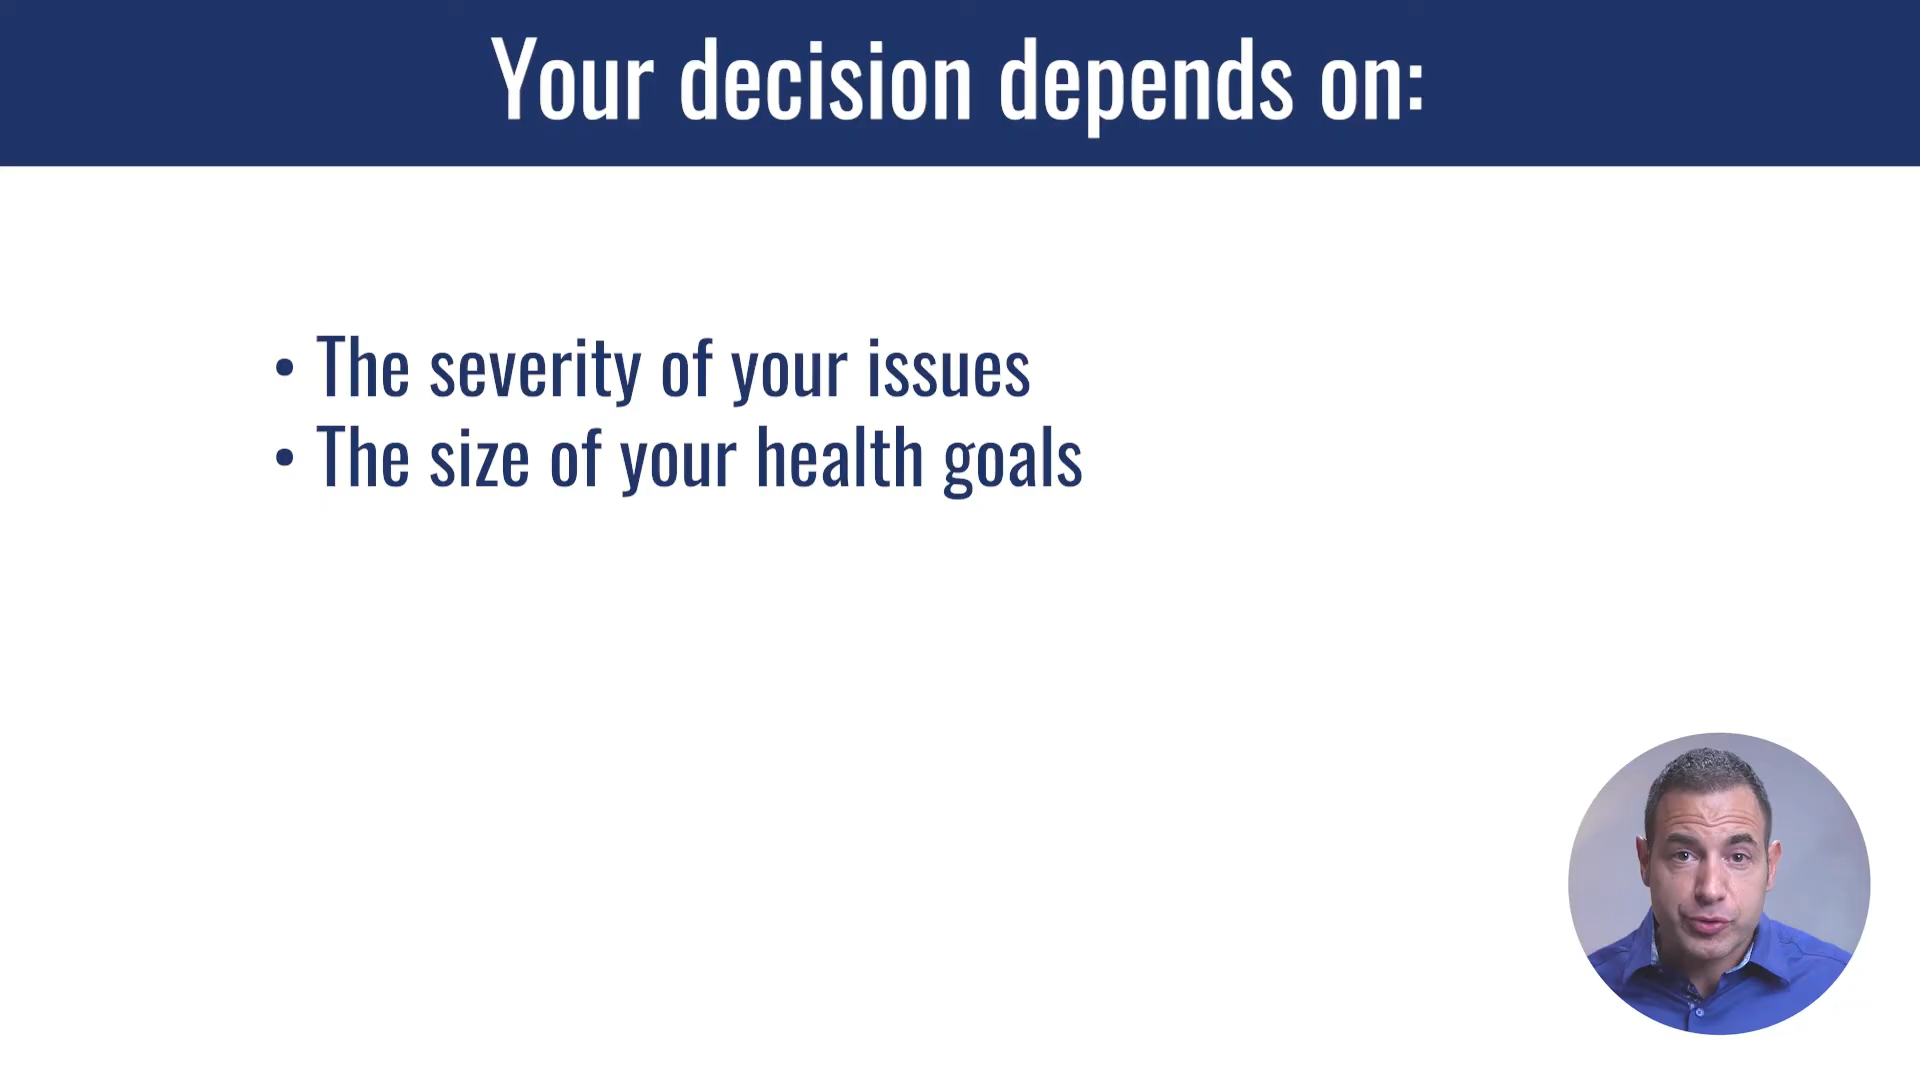 Your decision depends on:
• The severity of your issues
• The size of your health goals